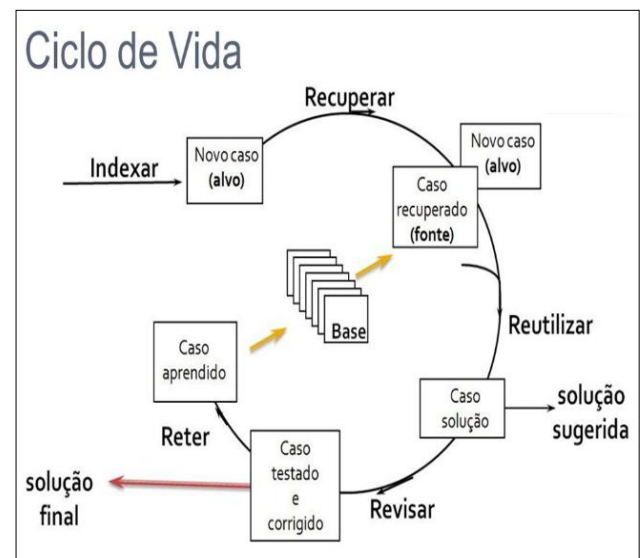 Ciclo de Vida
Recuperar
Indexar
Novo caso
(alvo)
Novo caso
(alvo)
Caso
recuperado
(fonte)
Base
Reutilizar
Caso
aprendido
Caso
solução
solução
sugerida
Reter
Caso
testado
e
corrigido
Revisar
solução
final